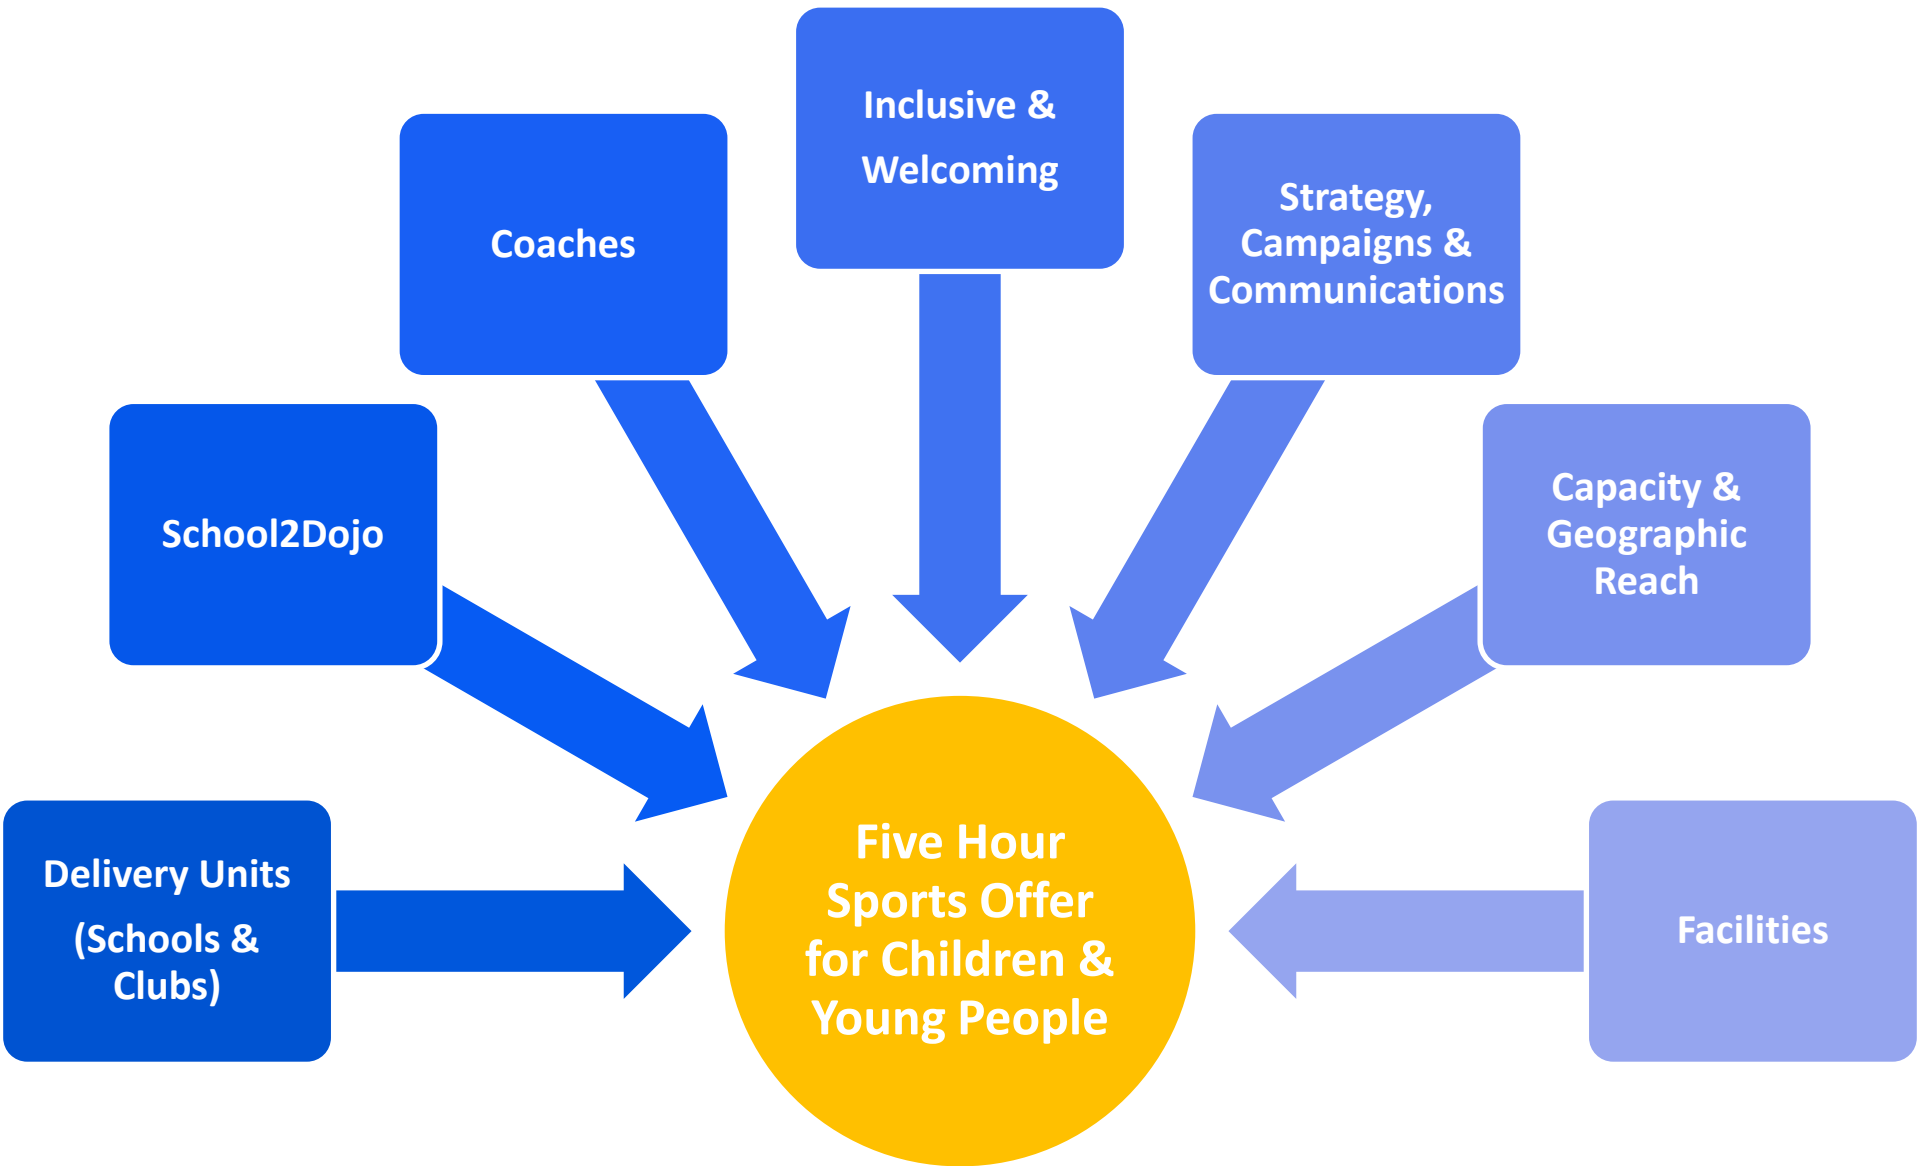 Inclusive &
Welcoming
Coaches
Strategy,
Campaigns &
Communications
School2Dojo
Capacity &
Geographic
Reach
Delivery Units
(Schools &
Clubs)
Five Hour
Sports Offer
for Children &
Young People
Facilities